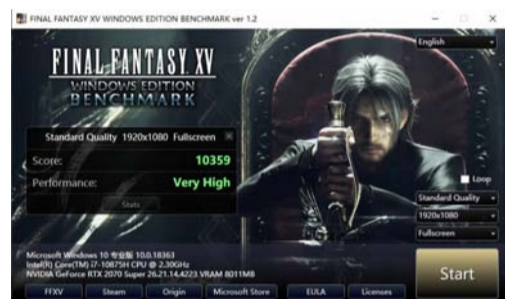 FINAL FANTASY XV WINDOWS EDITION BENCHMARK ver 1.2
English
FINAL FANTASY XV
WINDOWS EDITION
BENCHMARK
Standard Quality 1920x1080 Fullscreen
Score: 10359
Performance: Very High
Stats
Loop
Standard Quality
1920x1080
Fullscreen
Microsoft Windows 10 专业版 10.0.18363
Intel(R) Core(TM) i7-10875H CPU @ 2.30GHz
NVIDIA GeForce RTX 2070 Super 26.21.14.4223 VRAM 8011MB
Start
FFXV Steam Origin Microsoft Store EULA Licenses